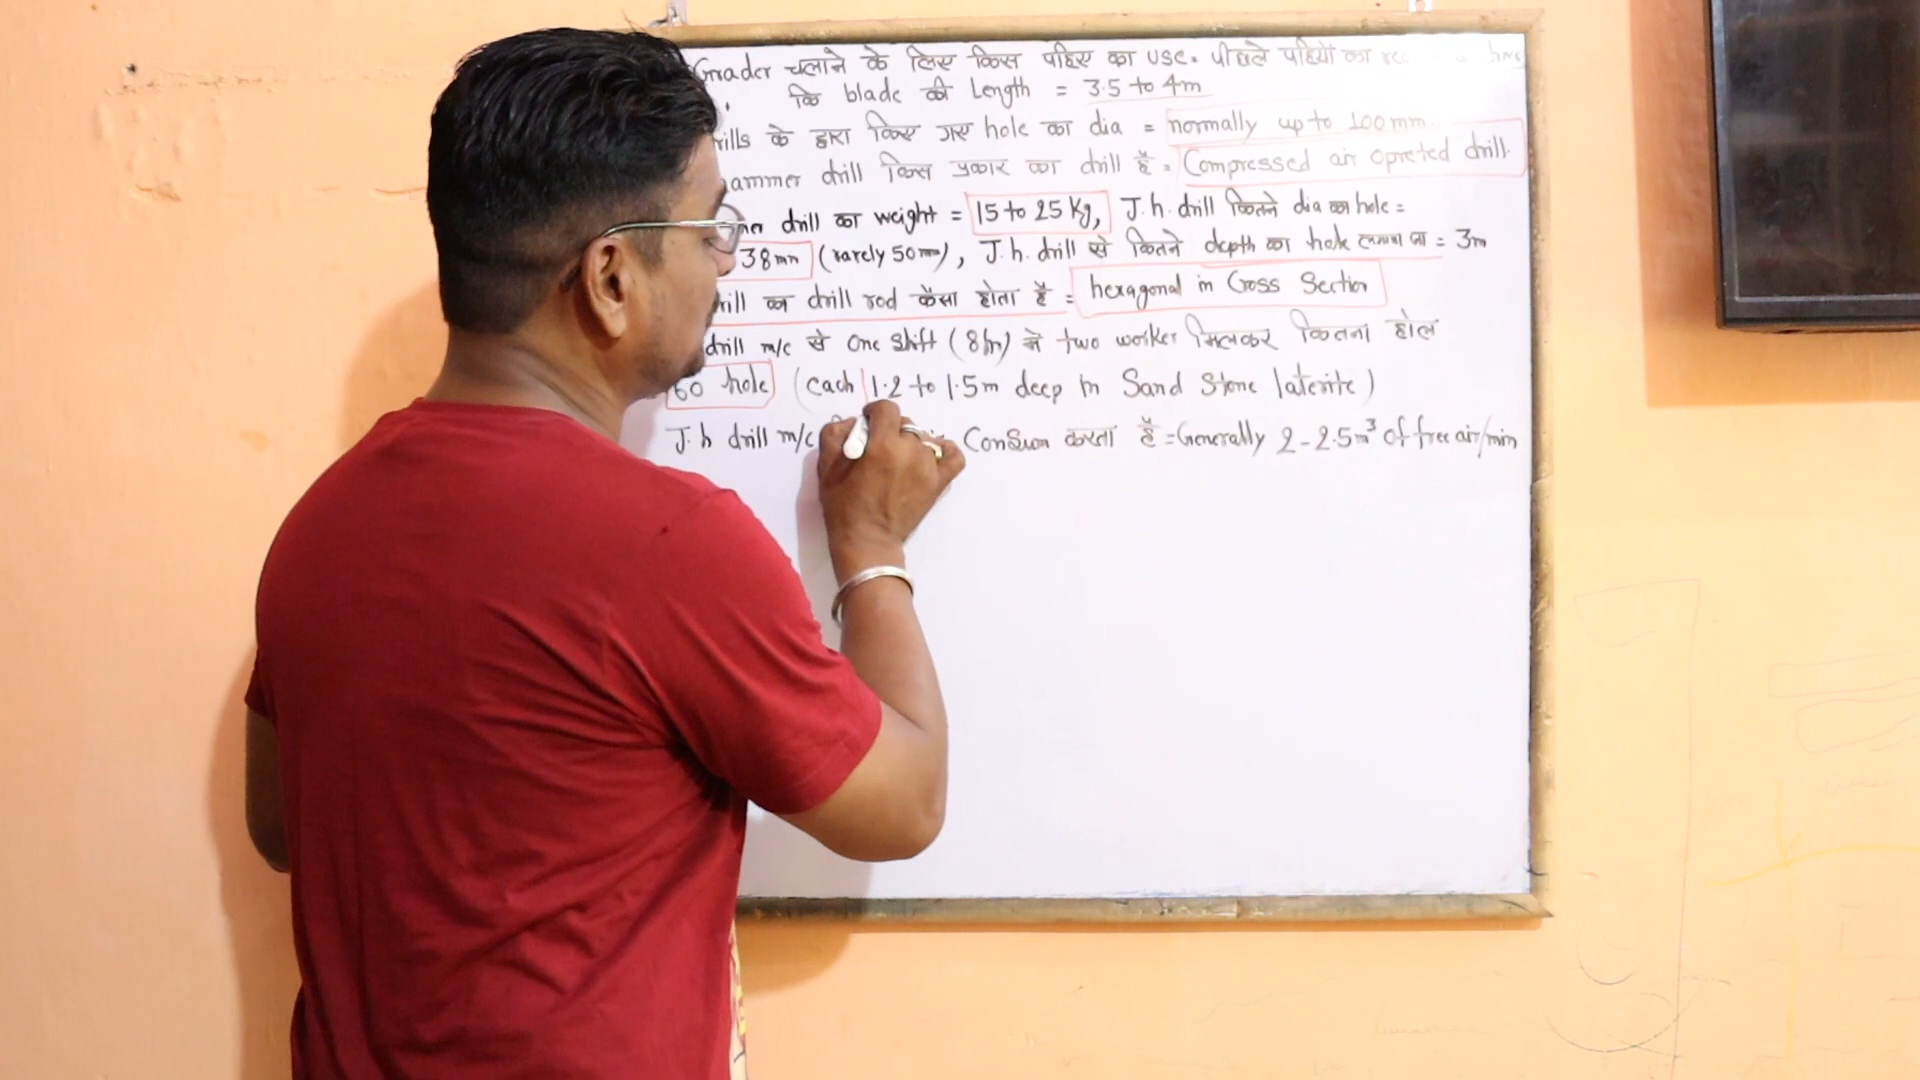 Grader चलाने के लिए किस पहिए का use. पीछले पहियो का
कि blade की Length = 3.5 to 4m
rills के द्वारा किए गए hole का dia = normally up to 100mm.
ammer drill किस प्रकार का drill है = Compressed air opreted drill.
drill का weight = 15 to 25 Kg, J.h. drill कितने dia का hole =
38mm (rarely 50mm), J.h. drill से कितने depth का hole = 3m
rill का drill rod कैसा होता है = hexagonal in Cross Section
drill m/c से One Shift (8hr) मे two worker मिलकर कितना होल
60 hole (each 1.2 to 1.5m deep in Sand Stone laterite)
J.h drill m/c Consum करता है = Generally 2-2.5m³ of free air/min